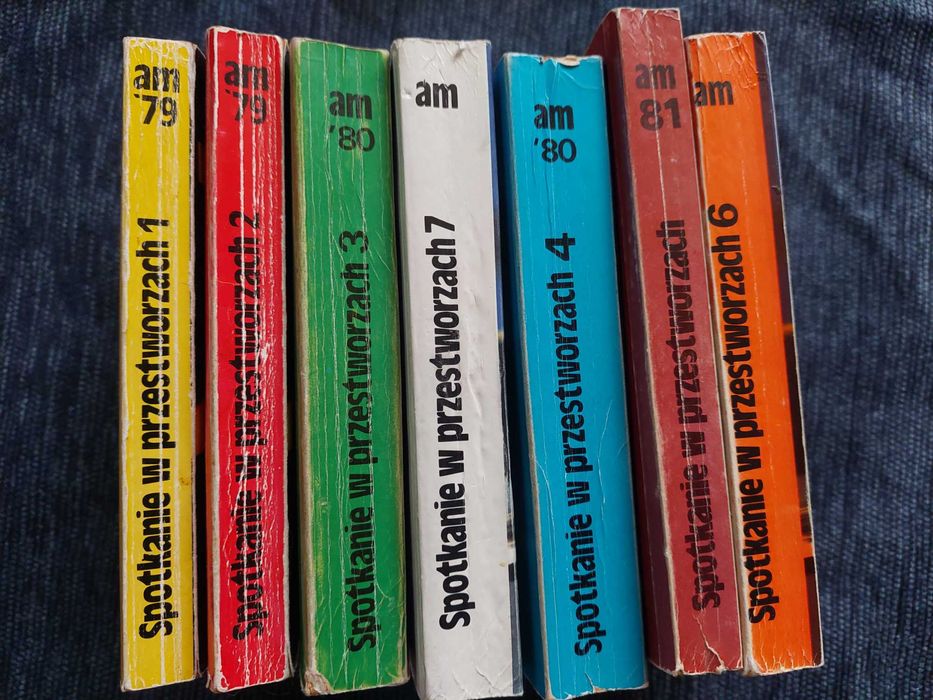 am
'79
Spotkanie w przestworzach 1
am
'79
Spotkanie w przestworzach 2
am
'80
Spotkanie w przestworzach 3
am
Spotkanie w przestworzach 7
am
'80
Spotkanie w przestworzach 4
am
81
Spotkanie w przestworzach
am
Spotkanie w przestworzach 6